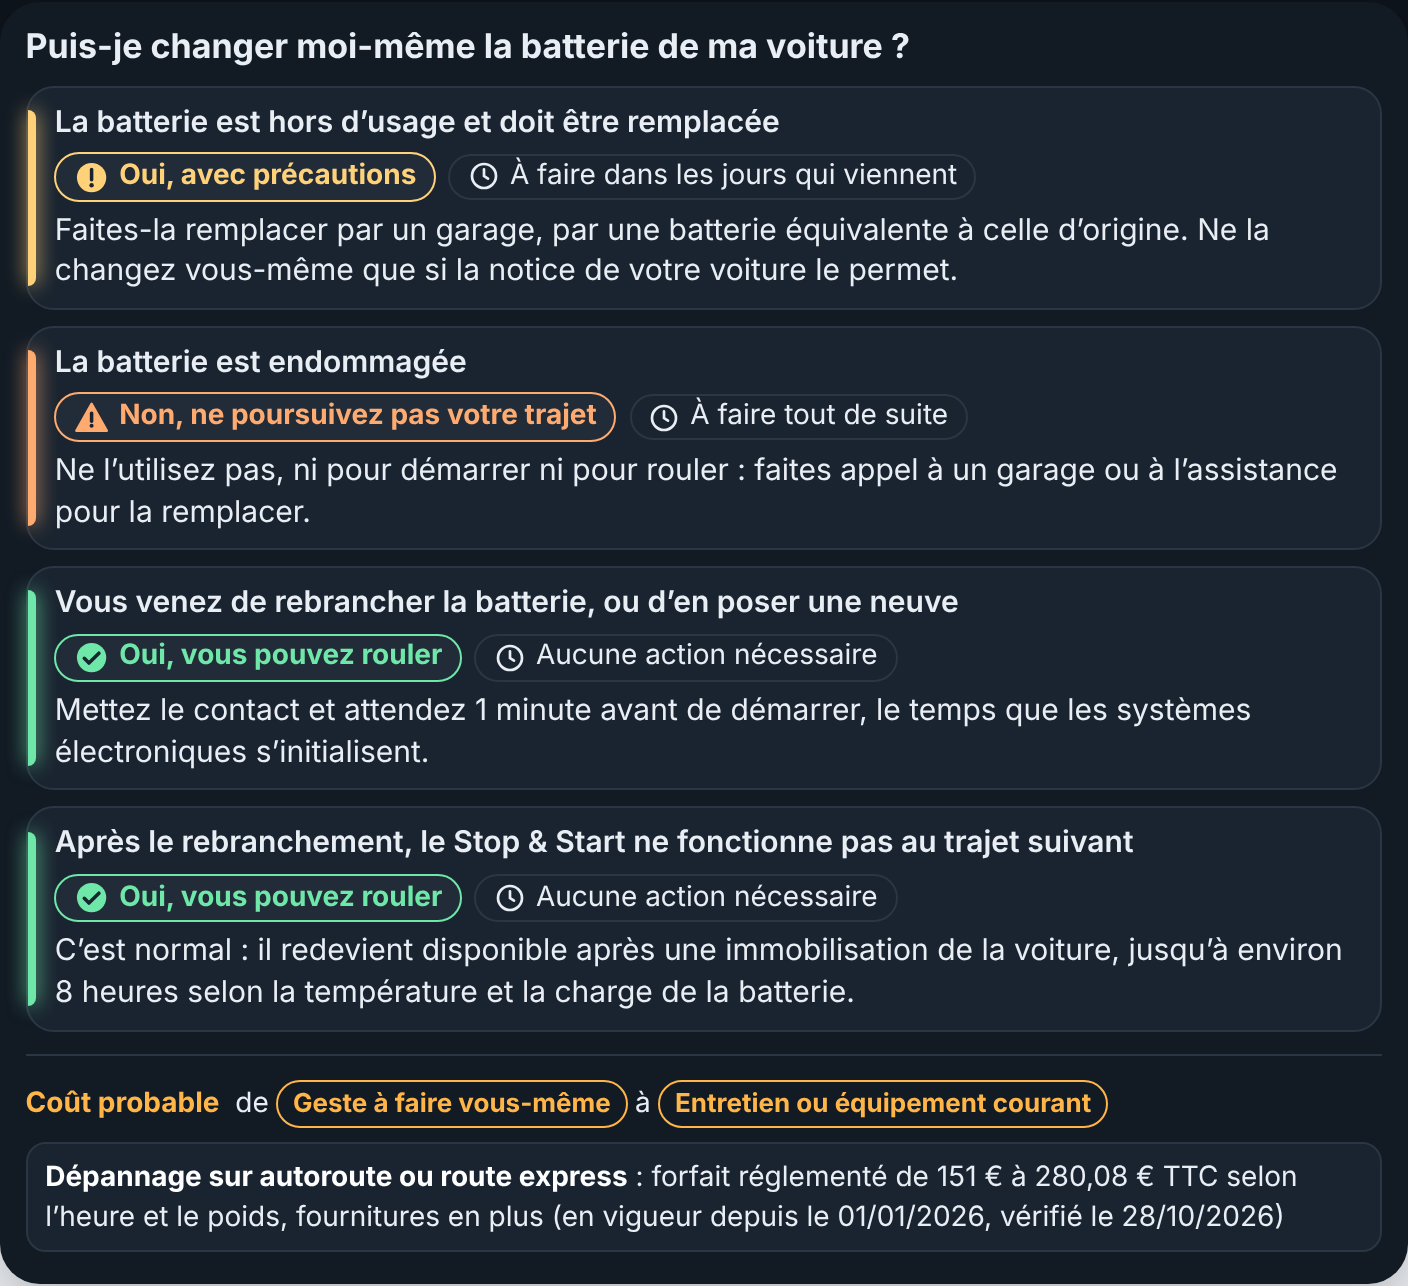 Puis-je changer moi-même la batterie de ma voiture ?
La batterie est hors d’usage et doit être remplacée
Oui, avec précautions
À faire dans les jours qui viennent
Faites-la remplacer par un garage, par une batterie équivalente à celle d’origine. Ne la
changez vous-même que si la notice de votre voiture le permet.
La batterie est endommagée
Non, ne poursuivez pas votre trajet
À faire tout de suite
Ne l’utilisez pas, ni pour démarrer ni pour rouler : faites appel à un garage ou à l’assistance
pour la remplacer.
Vous venez de rebrancher la batterie, ou d’en poser une neuve
Oui, vous pouvez rouler
Aucune action nécessaire
Mettez le contact et attendez 1 minute avant de démarrer, le temps que les systèmes
électroniques s’initialisent.
Après le rebranchement, le Stop & Start ne fonctionne pas au trajet suivant
Oui, vous pouvez rouler
Aucune action nécessaire
C’est normal : il redevient disponible après une immobilisation de la voiture, jusqu’à environ
8 heures selon la température et la charge de la batterie.
Coût probable de Geste à faire vous-même à Entretien ou équipement courant
Dépannage sur autoroute ou route express : forfait réglementé de 151 € à 280,08 € TTC selon
l’heure et le poids, fournitures en plus (en vigueur depuis le 01/01/2026, vérifié le 28/10/2026)